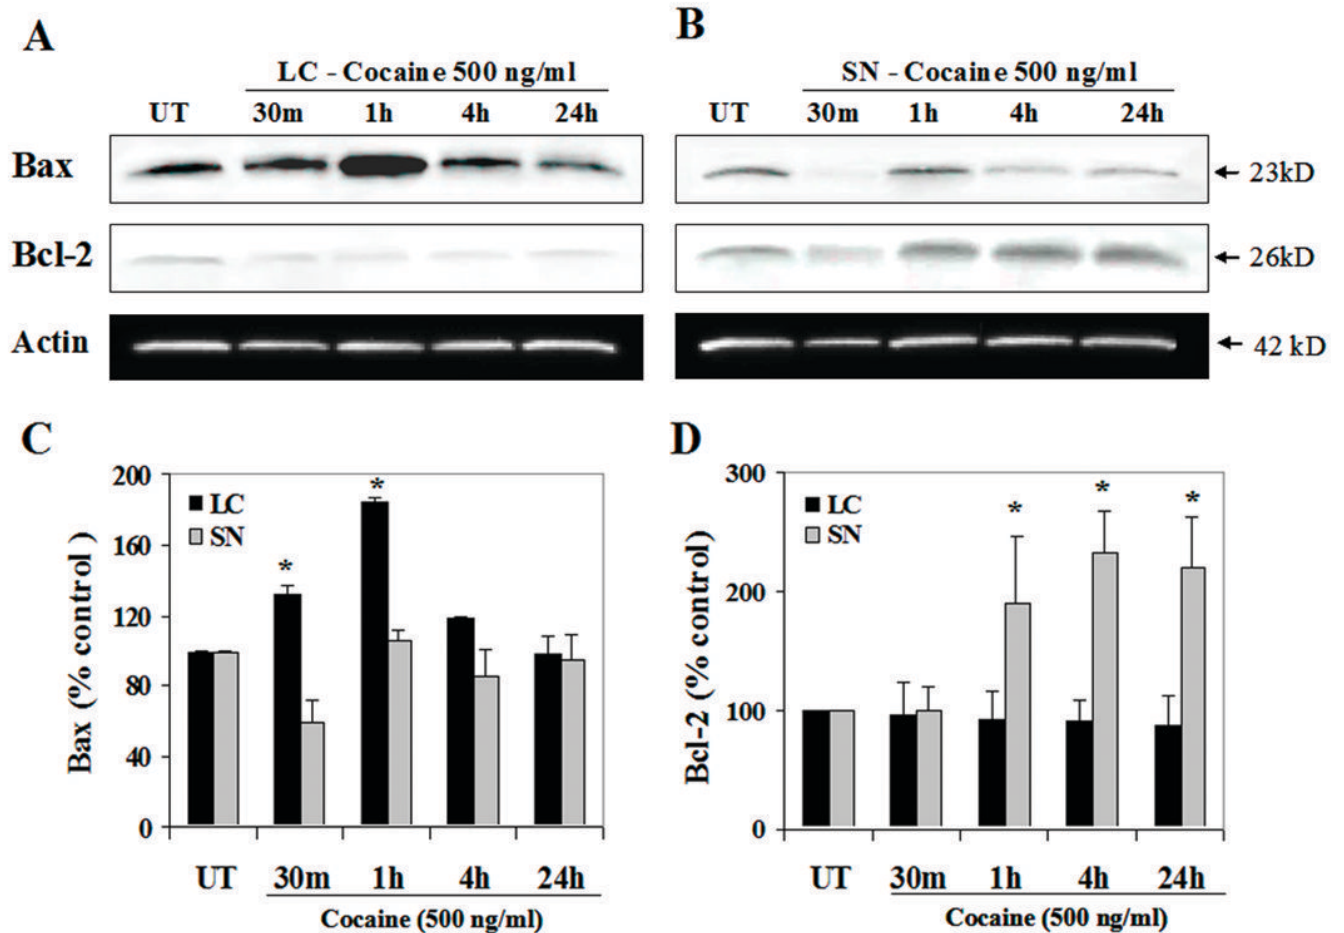 A
LC - Cocaine 500 ng/ml
UT 30m 1h 4h 24h
Bax
Bcl-2
Actin
B
SN - Cocaine 500 ng/ml
UT 30m 1h 4h 24h
23kD
26kD
42 kD
C
Bax (% control )
200
160
120
80
40
0
LC
SN
*
*
UT 30m 1h 4h 24h
Cocaine (500 ng/ml)
D
Bcl-2 (% control)
300
200
100
0
LC
SN
* * *
UT 30m 1h 4h 24h
Cocaine (500 ng/ml)